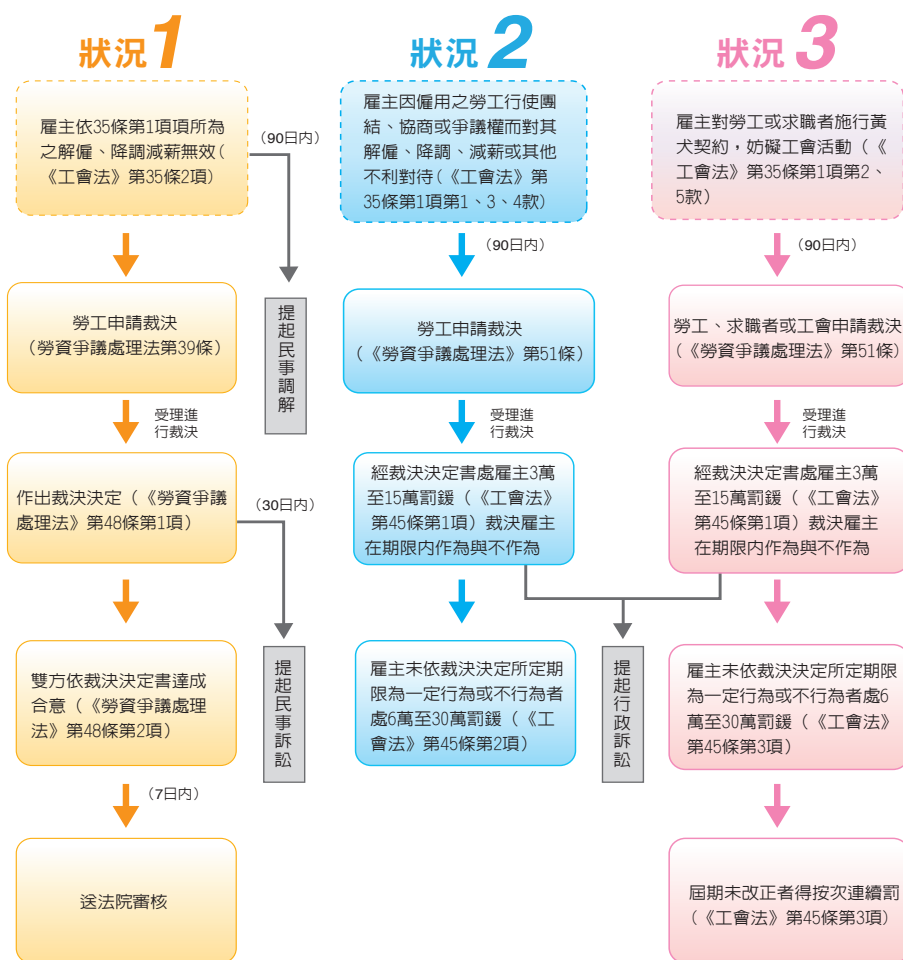 狀況1
雇主依35條第1項項所為
之解僱、降調減薪無效(
《工會法》第35條2項)
(90日內)
提起民事調解
勞工申請裁決
(勞資爭議處理法第39條)
受理進
行裁決
作出裁決決定(《勞資爭議
處理法》第48條第1項)
(30日內)
提起民事訴訟
雙方依裁決決定書達成
合意(《勞資爭議處理
法》第48條第2項)
(7日內)
送法院審核
狀況2
雇主因僱用之勞工行使團
結、協商或爭議權而對其
解僱、降調、減薪或其他
不利對待(《工會法》第
35條第1項第1、3、4款)
(90日內)
勞工申請裁決
(《勞資爭議處理法》第51條)
受理進
行裁決
經裁決決定書處雇主3萬
至15萬罰鍰(《工會法》
第45條第1項)裁決雇主
在期限內作為與不作為
雇主未依裁決決定所定期
限為一定行為或不行為者
處6萬至30萬罰鍰(《工
會法》第45條第2項)
提起行政訴訟
狀況3
雇主對勞工或求職者施行黃
犬契約，妨礙工會活動(《
工會法》第35條第1項第2、
5款)
(90日內)
勞工、求職者或工會申請裁決
(《勞資爭議處理法》第51條)
受理進
行裁決
經裁決決定書處雇主3萬
至15萬罰鍰(《工會法》
第45條第1項)裁決雇主
在期限內作為與不作為
雇主未依裁決決定所定期限
為一定行為或不行為者處6
萬至30萬罰鍰(《工會法》
第45條第3項)
屆期未改正者得按次連續罰
(《工會法》第45條第3項)